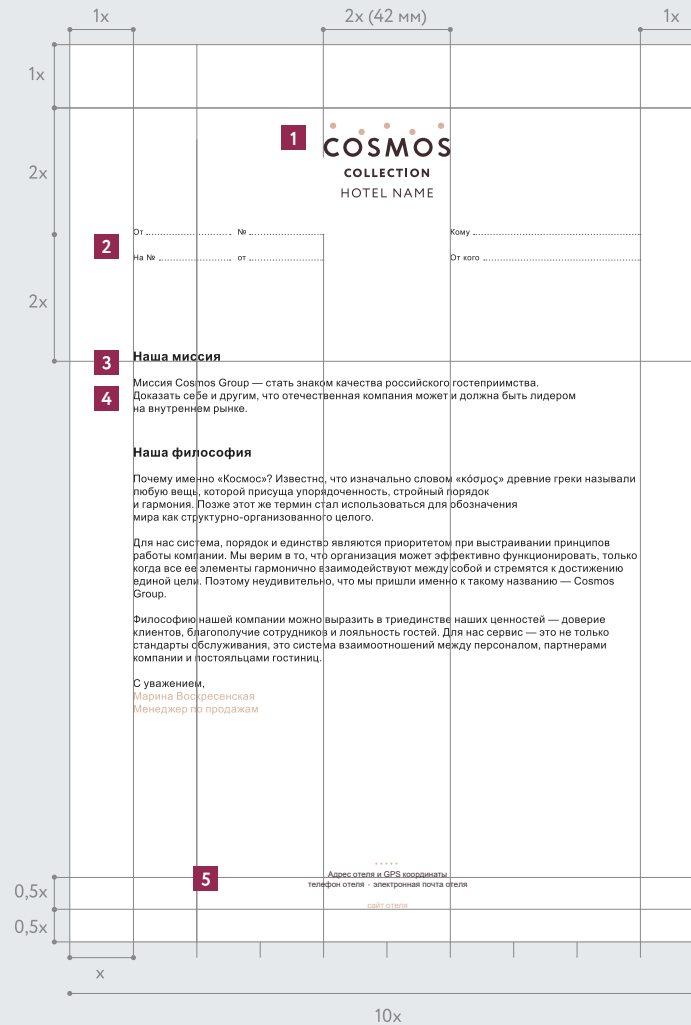 1x
2x (42 мм)
1x
1x
1
COSMOS
COLLECTION
HOTEL NAME
2x
2
От № Кому
На № от От кого
2x
3
Наша миссия
4
Миссия Cosmos Group — стать знаком качества российского гостеприимства.
Доказать себе и другим, что отечественная компания может и должна быть лидером
на внутреннем рынке.
Наша философия
Почему именно «Космос»? Известно, что изначально словом «κόσμος» древние греки называли
любую вещь, которой присуща упорядоченность, стройный порядок
и гармония. Позже этот же термин стал использоваться для обозначения
мира как структурно-организованного целого.
Для нас система, порядок и единство являются приоритетом при выстраивании принципов
работы компании. Мы верим в то, что организация может эффективно функционировать, только
когда все ее элементы гармонично взаимодействуют между собой и стремятся к достижению
единой цели. Поэтому неудивительно, что мы пришли именно к такому названию — Cosmos
Group.
Философию нашей компании можно выразить в триединстве наших ценностей — доверие
клиентов, благополучие сотрудников и лояльность гостей. Для нас сервис — это не только
стандарты обслуживания, это система взаимоотношений между персоналом, партнерами
компании и постояльцами гостиниц.
С уважением,
Марина Воскресенская
Менеджер по продажам
5
Адрес отеля и GPS координаты
телефон отеля · электронная почта отеля
сайт отеля
0,5x
0,5x
x
10x